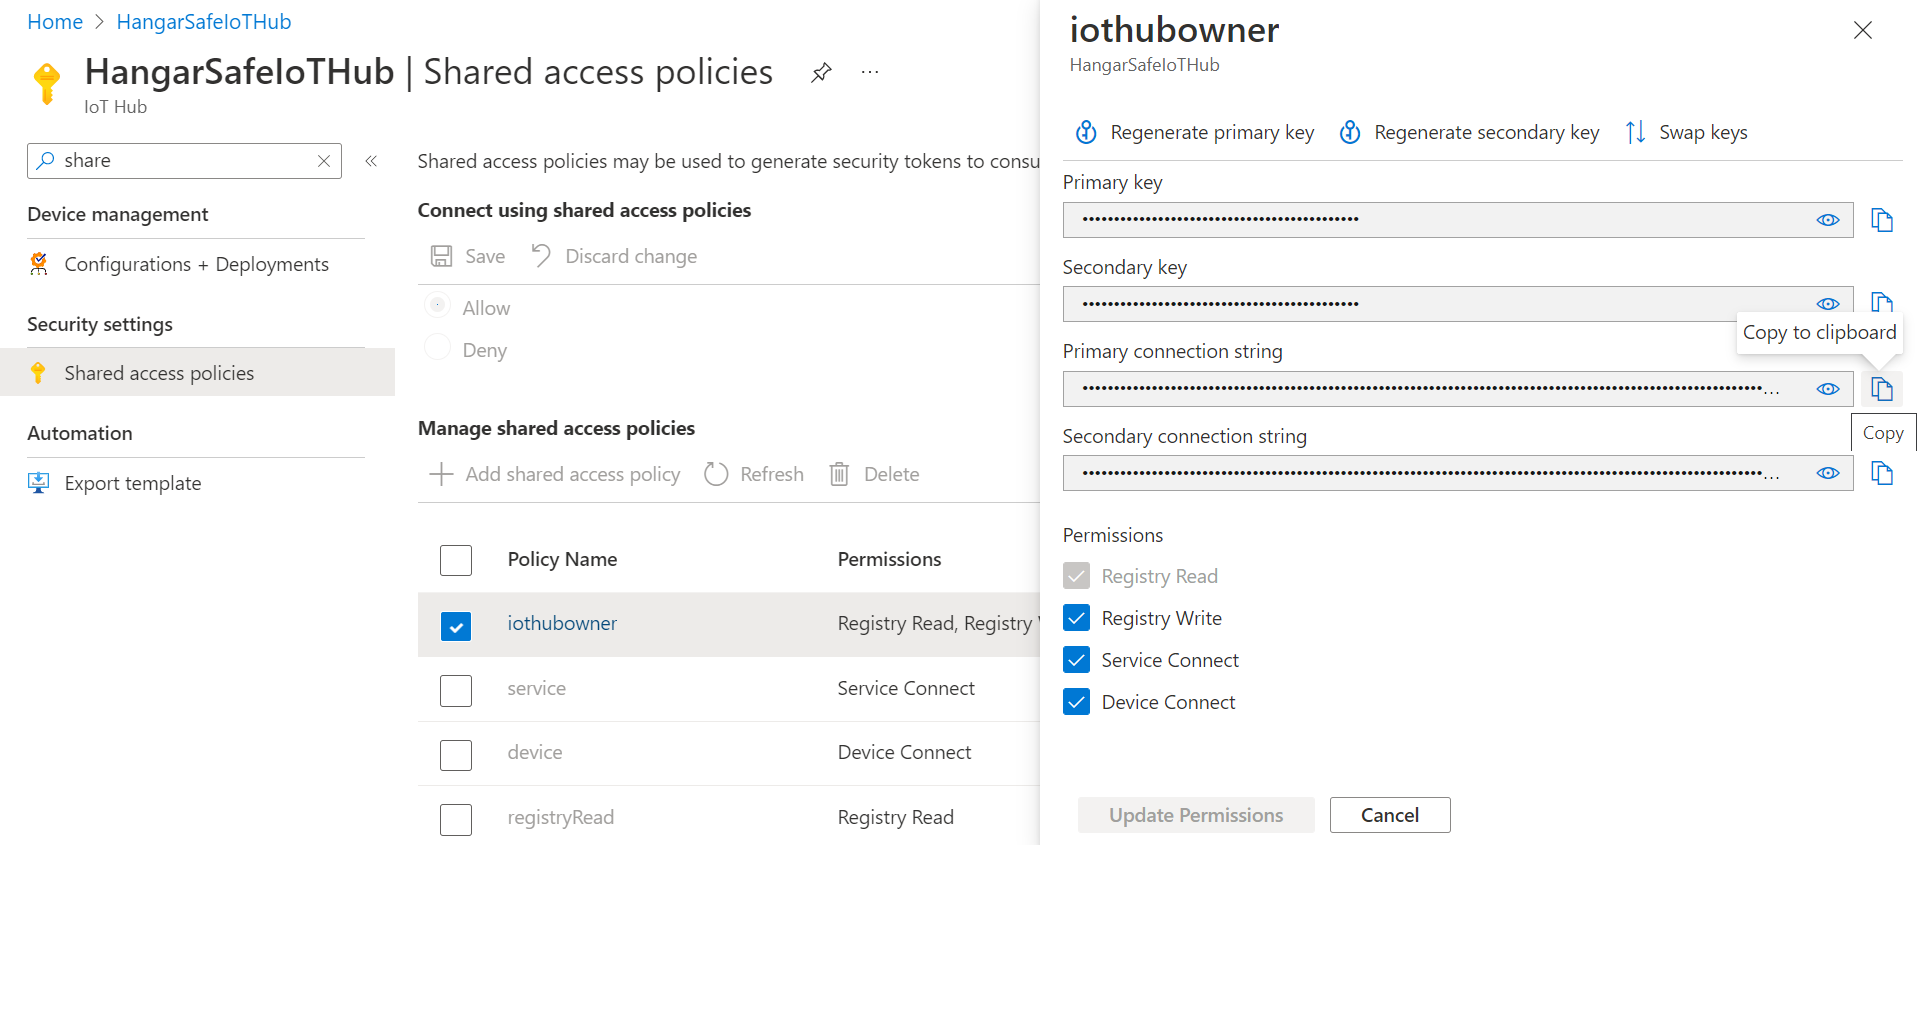 Home > HangarSafeIoTHub
HangarSafeIoTHub | Shared access policies
IoT Hub
share
Device management
Configurations + Deployments
Security settings
Shared access policies
Automation
Export template
Shared access policies may be used to generate security tokens to consu
Connect using shared access policies
Save Discard change
Allow
Deny
Manage shared access policies
Add shared access policy Refresh Delete
Policy Name Permissions
iothubowner Registry Read, Registry
service Service Connect
device Device Connect
registryRead Registry Read
iothubowner
HangarSafeIoTHub
Regenerate primary key Regenerate secondary key Swap keys
Primary key
Secondary key
Copy to clipboard
Primary connection string
Copy
Secondary connection string
Permissions
Registry Read
Registry Write
Service Connect
Device Connect
Update Permissions Cancel